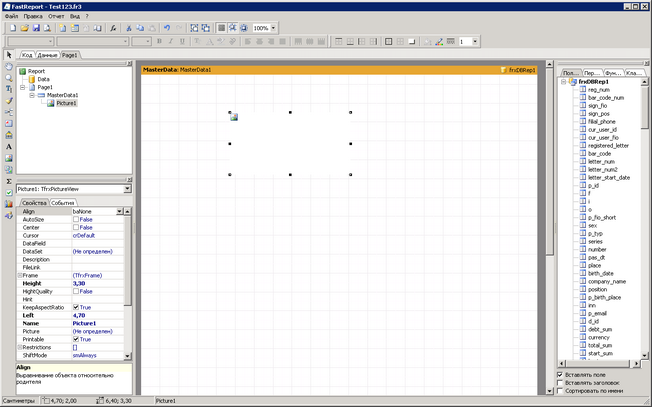 FastReport - Test123.fr3
Файл Правка Отчет Вид ?
100%
1
Код Данные Page1
Report
Data
Page1
MasterData1
Picture1
Picture1: TfrxPictureView
Свойства События
Align baNone
AutoSize False
Center False
Cursor crDefault
DataField
DataSet (Не определен)
Description
FileLink
Frame (TfrxFrame)
Height 3,30
HightQuality False
Hint
KeepAspectRatio True
Left 4,70
Name Picture1
Picture (Не определен)
Printable True
Restrictions []
ShiftMode smAlways
Align
Выравнивание объекта относительно
родителя
MasterData: MasterData1 frxDBRep1
Пол... Пер... Фун... Кла...
frxDBRep1
reg_num
bar_code_num
sign_fio
sign_pos
filial_phone
cur_user_id
cur_user_fio
registered_letter
bar_code
letter_num
letter_num2
letter_start_date
p_id
f
i
o
p_fio_short
sex
p_typ
series
number
pas_dt
place
birth_date
company_name
position
p_birth_place
inn
p_email
d_id
debt_sum
currency
total_sum
start_sum
Вставлять поле
Вставлять заголовок
Сортировать по имени
Сантиметры 4,70; 2,00 6,40; 3,30 Picture1